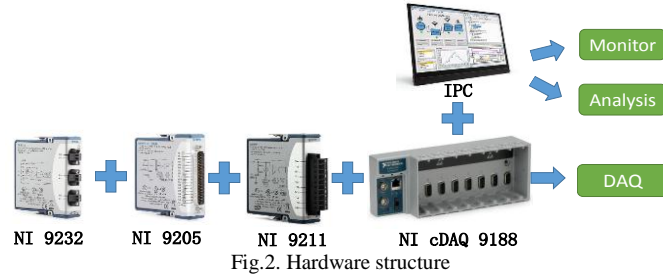 Monitor
IPC
Analysis
DAQ
NI 9232
NI 9205
NI 9211
NI cDAQ 9188
Fig.2. Hardware structure